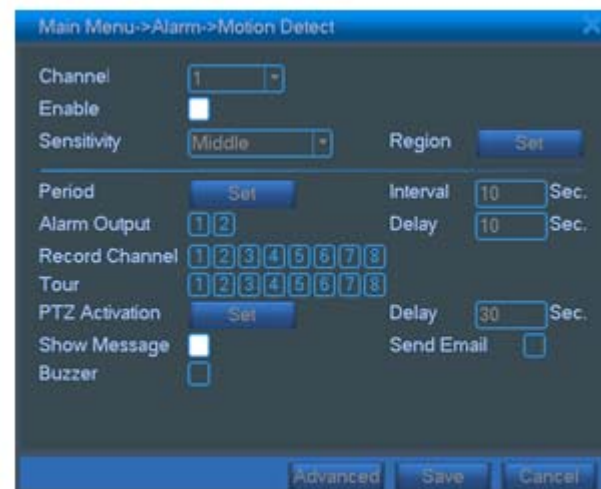 Main Menu->Alarm->Motion Detect
Channel 1
Enable
Sensitivity Middle Region Set
Period Set Interval 10 Sec.
Alarm Output 1 2 Delay 10 Sec.
Record Channel 1 2 3 4 5 6 7 8
Tour 1 2 3 4 5 6 7 8
PTZ Activation Set Delay 30 Sec.
Show Message Send Email
Buzzer
Advanced Save Cancel